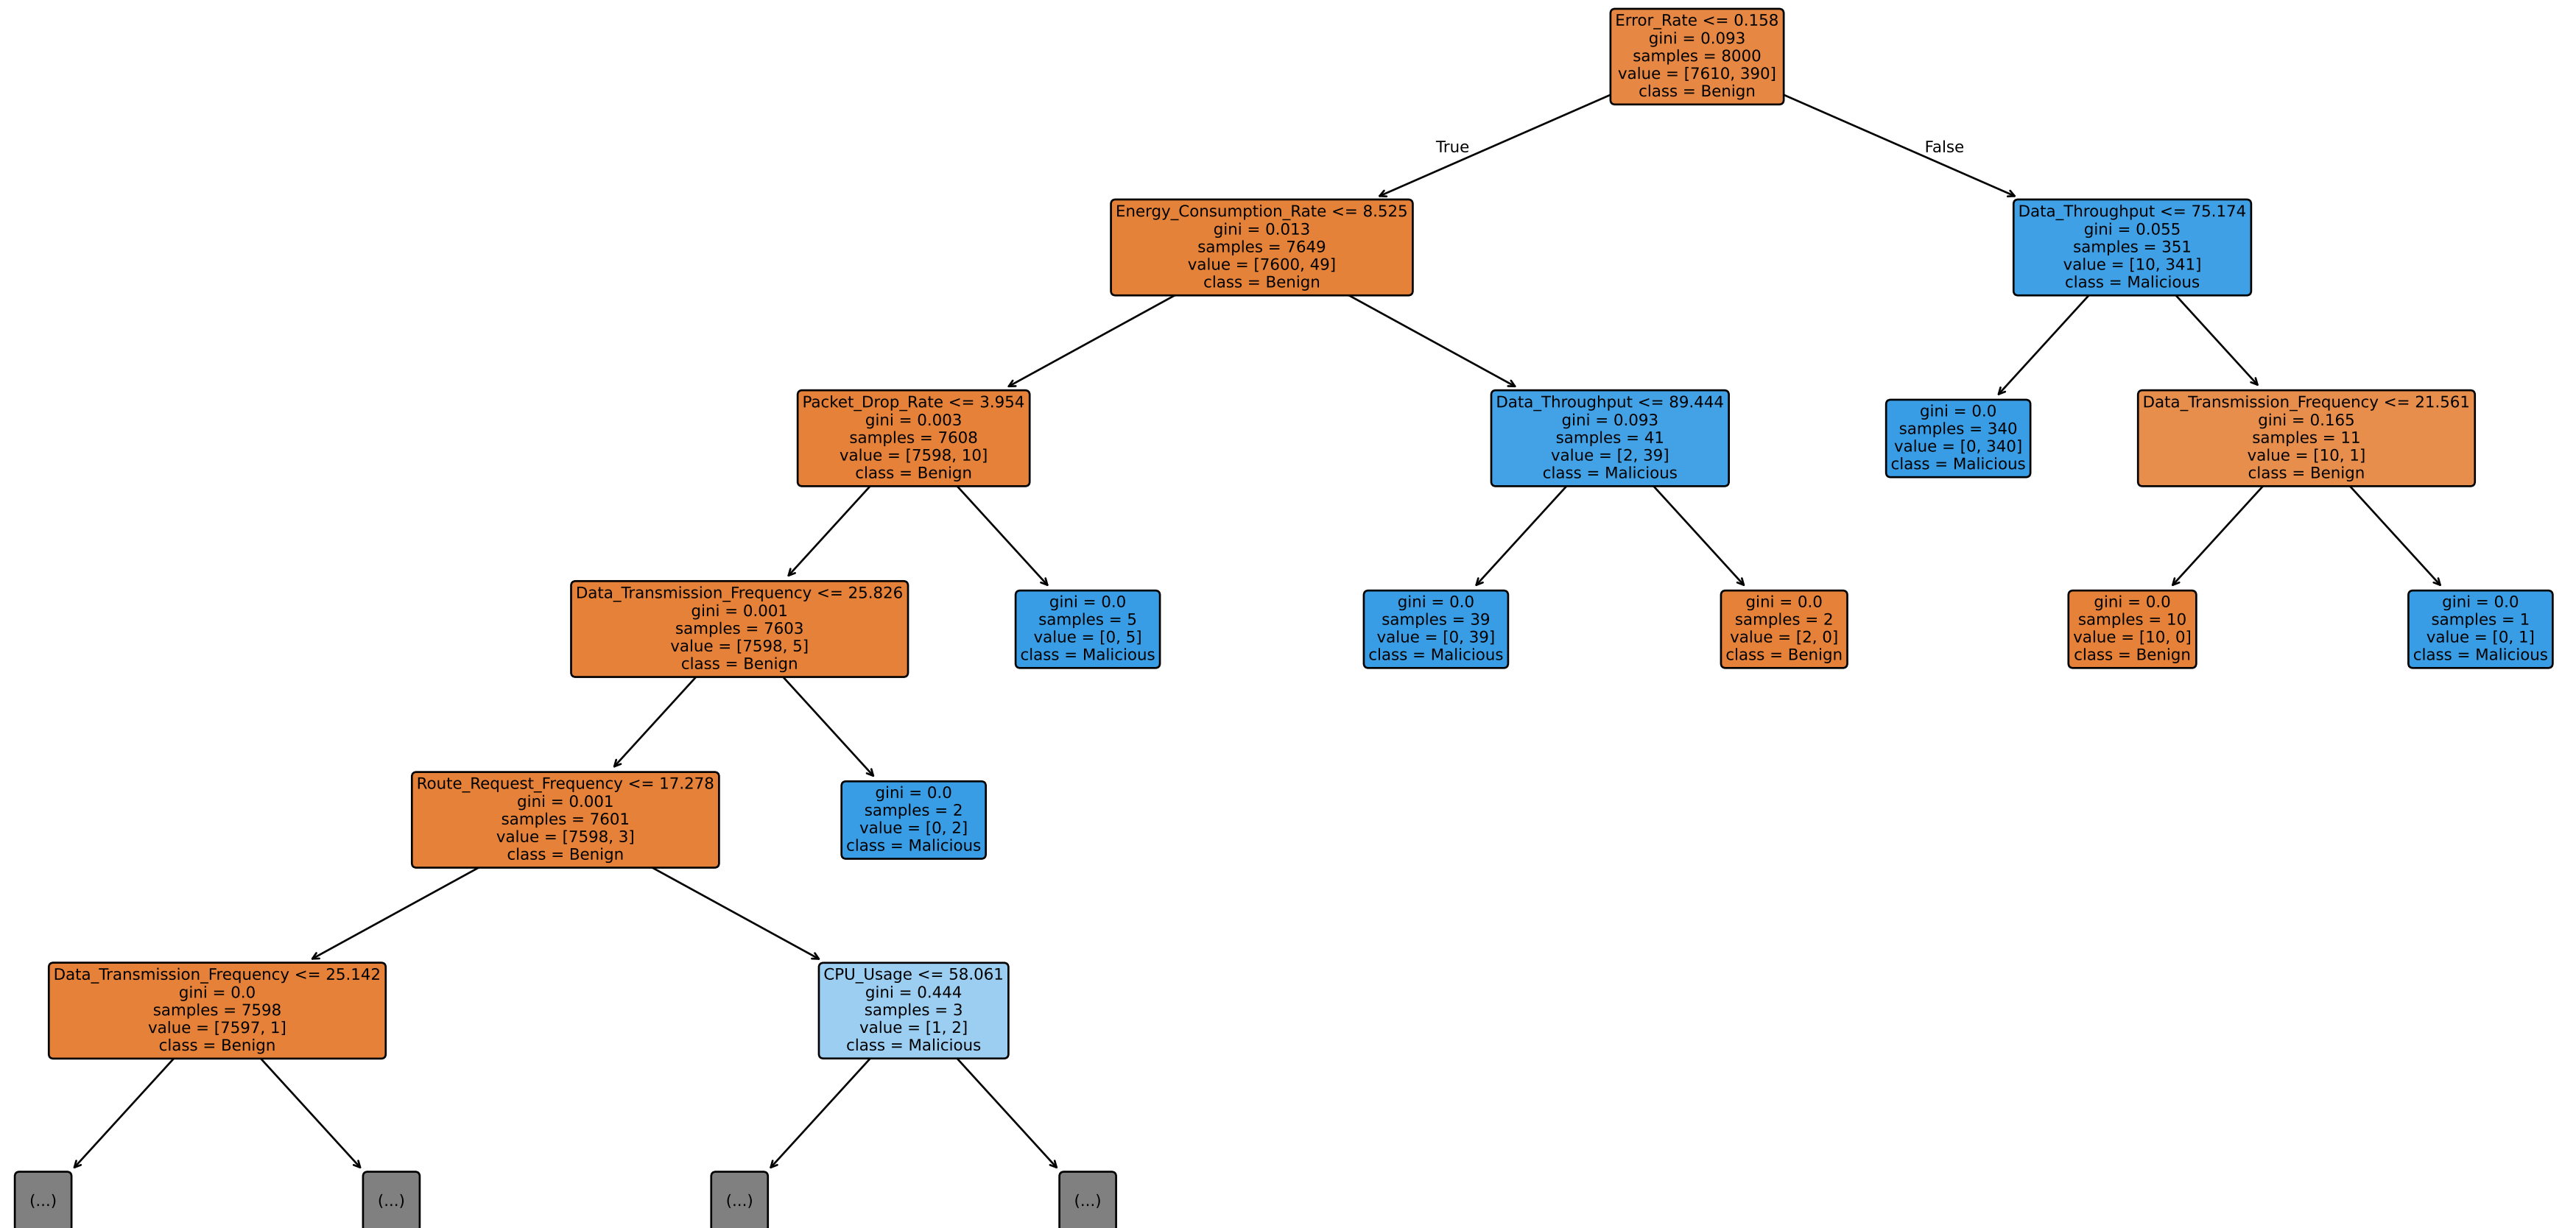 Error_Rate <= 0.158
gini = 0.093
samples = 8000
value = [7610, 390]
class = Benign
True
False
Energy_Consumption_Rate <= 8.525
gini = 0.013
samples = 7649
value = [7600, 49]
class = Benign
Data_Throughput <= 75.174
gini = 0.055
samples = 351
value = [10, 341]
class = Malicious
Packet_Drop_Rate <= 3.954
gini = 0.003
samples = 7608
value = [7598, 10]
class = Benign
Data_Throughput <= 89.444
gini = 0.093
samples = 41
value = [2, 39]
class = Malicious
gini = 0.0
samples = 340
value = [0, 340]
class = Malicious
Data_Transmission_Frequency <= 21.561
gini = 0.165
samples = 11
value = [10, 1]
class = Benign
Data_Transmission_Frequency <= 25.826
gini = 0.001
samples = 7603
value = [7598, 5]
class = Benign
gini = 0.0
samples = 5
value = [0, 5]
class = Malicious
gini = 0.0
samples = 39
value = [0, 39]
class = Malicious
gini = 0.0
samples = 2
value = [2, 0]
class = Benign
gini = 0.0
samples = 10
value = [10, 0]
class = Benign
gini = 0.0
samples = 1
value = [0, 1]
class = Malicious
Route_Request_Frequency <= 17.278
gini = 0.001
samples = 7601
value = [7598, 3]
class = Benign
gini = 0.0
samples = 2
value = [0, 2]
class = Malicious
Data_Transmission_Frequency <= 25.142
gini = 0.0
samples = 7598
value = [7597, 1]
class = Benign
CPU_Usage <= 58.061
gini = 0.444
samples = 3
value = [1, 2]
class = Malicious
(...)
(...)
(...)
(...)